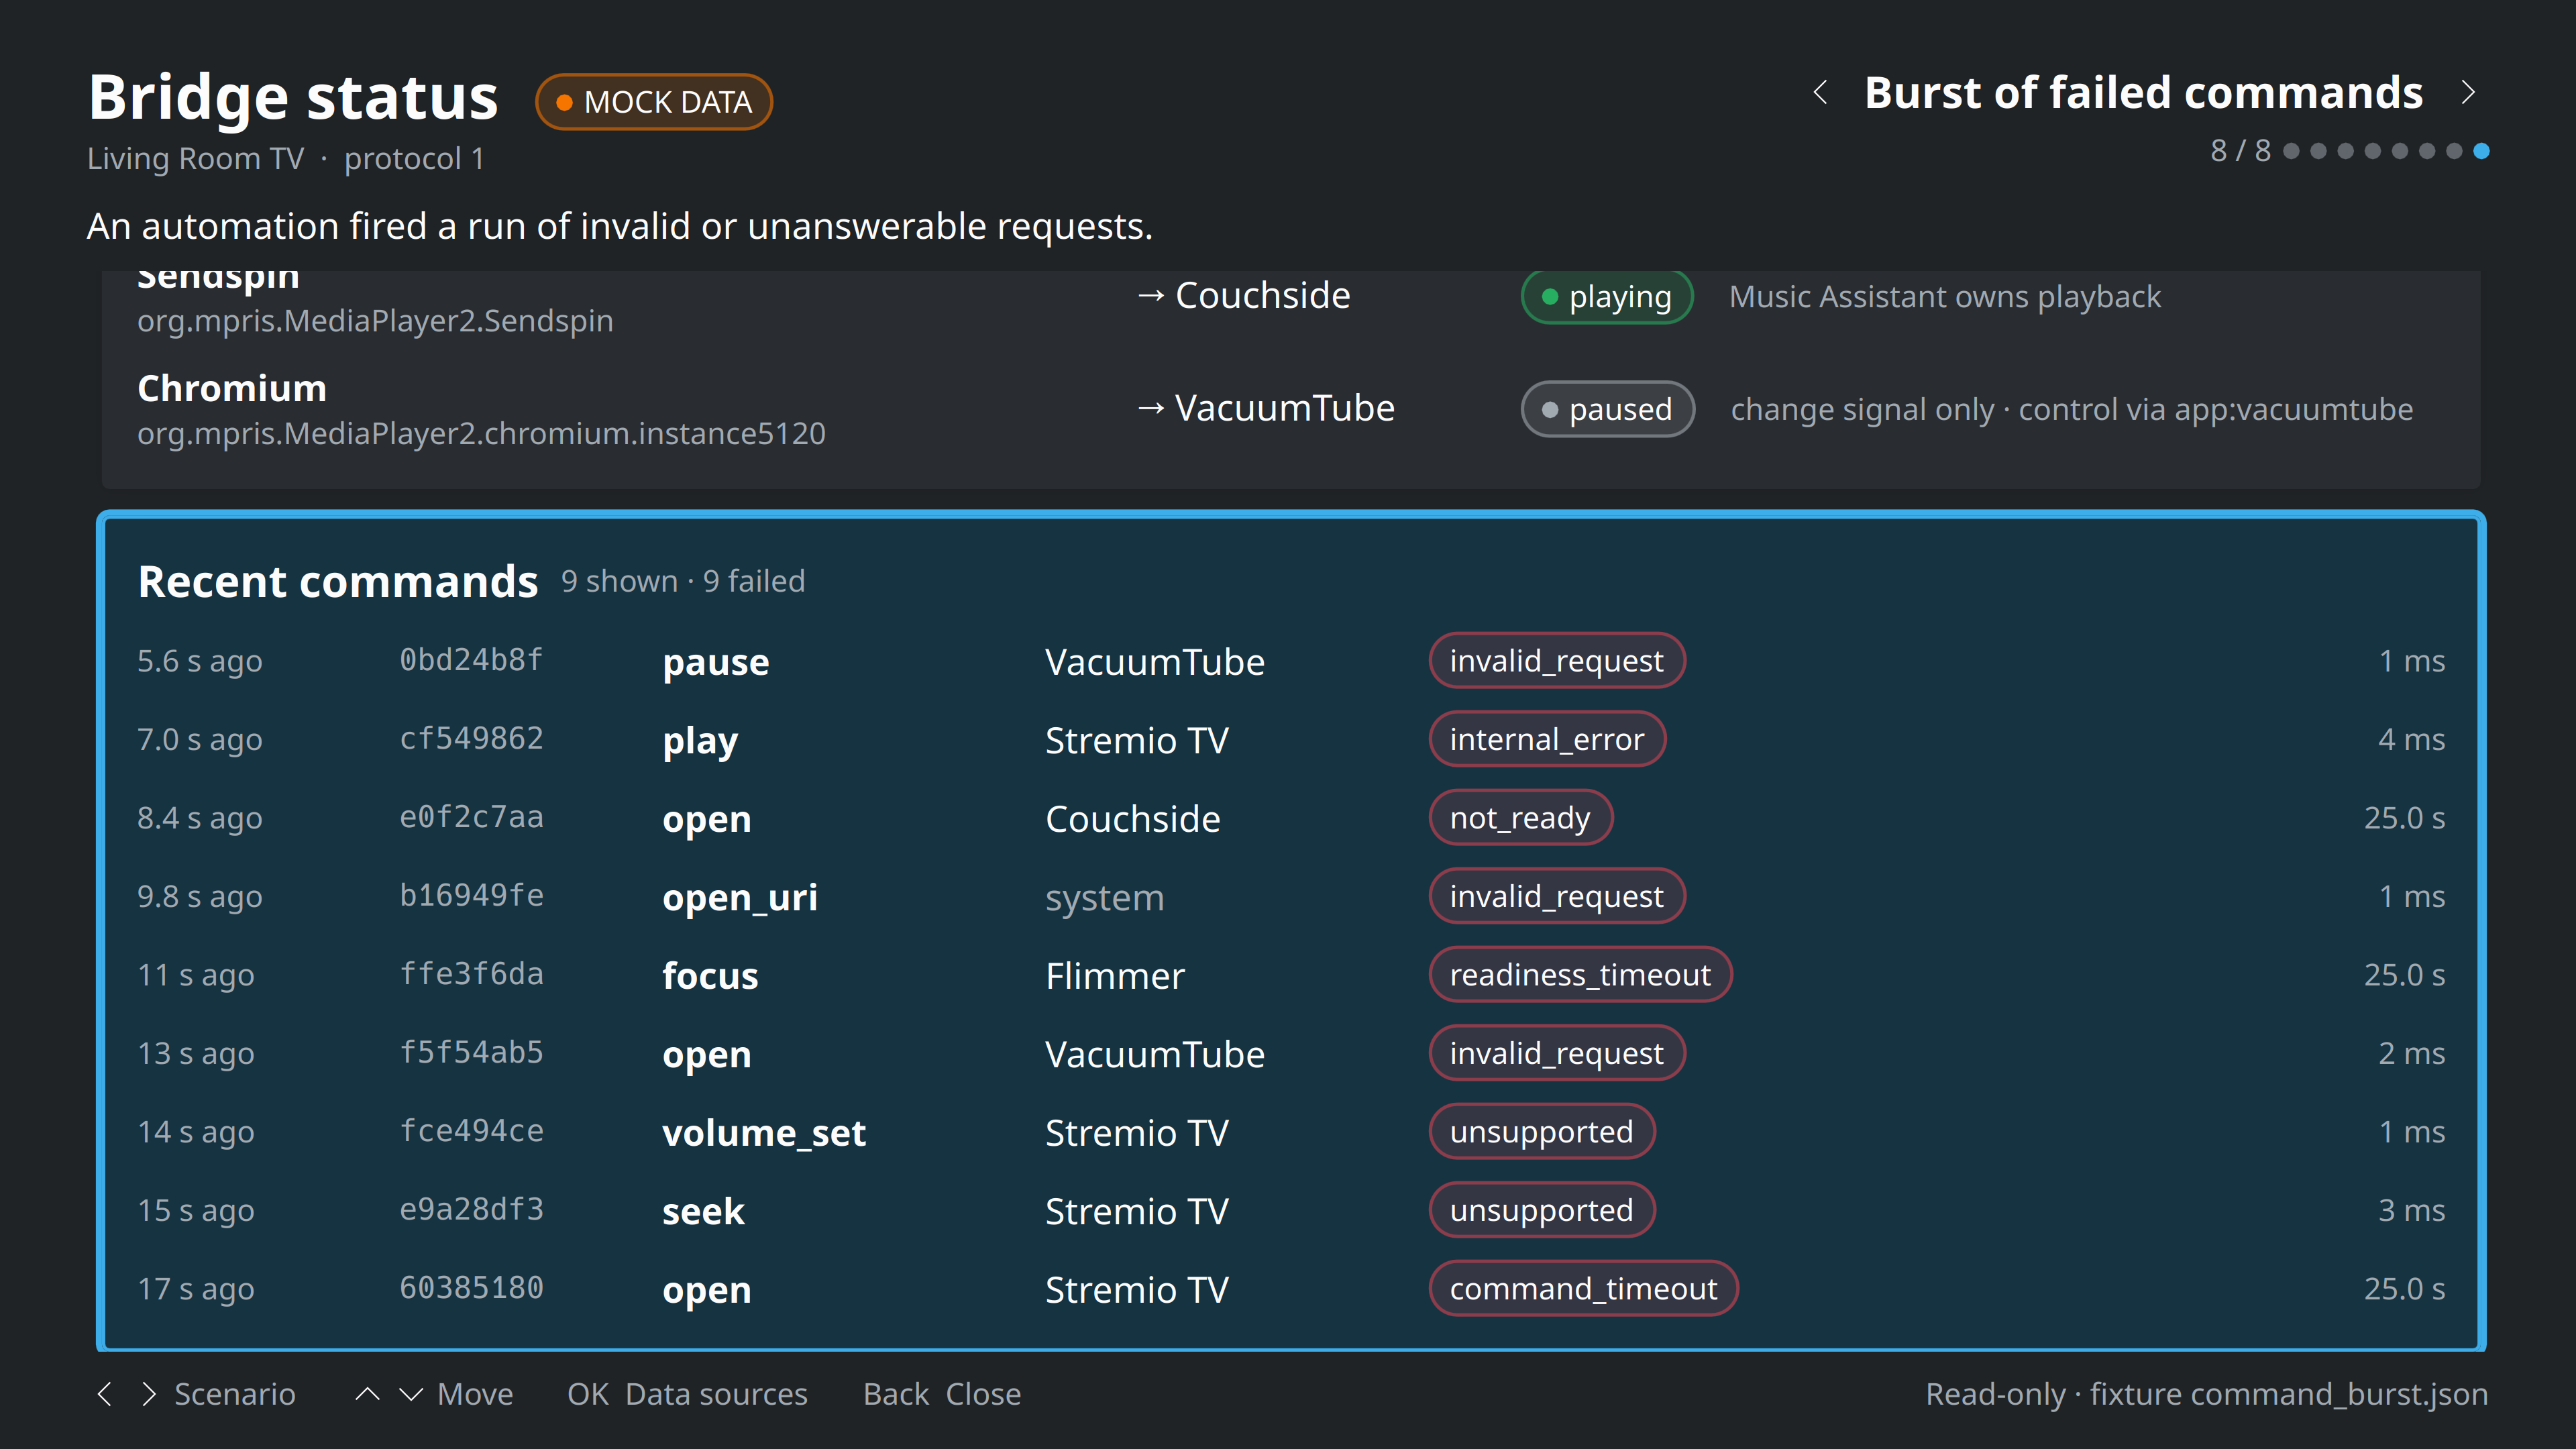 Bridge status
MOCK DATA
Burst of failed commands
Living Room TV · protocol 1
8 / 8
An automation fired a run of invalid or unanswerable requests.
Sendspin
org.mpris.MediaPlayer2.Sendspin
→ Couchside
playing
Music Assistant owns playback
Chromium
org.mpris.MediaPlayer2.chromium.instance5120
→ VacuumTube
paused
change signal only · control via app:vacuumtube
Recent commands 9 shown · 9 failed
5.6 s ago 0bd24b8f pause VacuumTube invalid_request 1 ms
7.0 s ago cf549862 play Stremio TV internal_error 4 ms
8.4 s ago e0f2c7aa open Couchside not_ready 25.0 s
9.8 s ago b16949fe open_uri system invalid_request 1 ms
11 s ago ffe3f6da focus Flimmer readiness_timeout 25.0 s
13 s ago f5f54ab5 open VacuumTube invalid_request 2 ms
14 s ago fce494ce volume_set Stremio TV unsupported 1 ms
15 s ago e9a28df3 seek Stremio TV unsupported 3 ms
17 s ago 60385180 open Stremio TV command_timeout 25.0 s
Scenario Move OK Data sources Back Close
Read-only · fixture command_burst.json